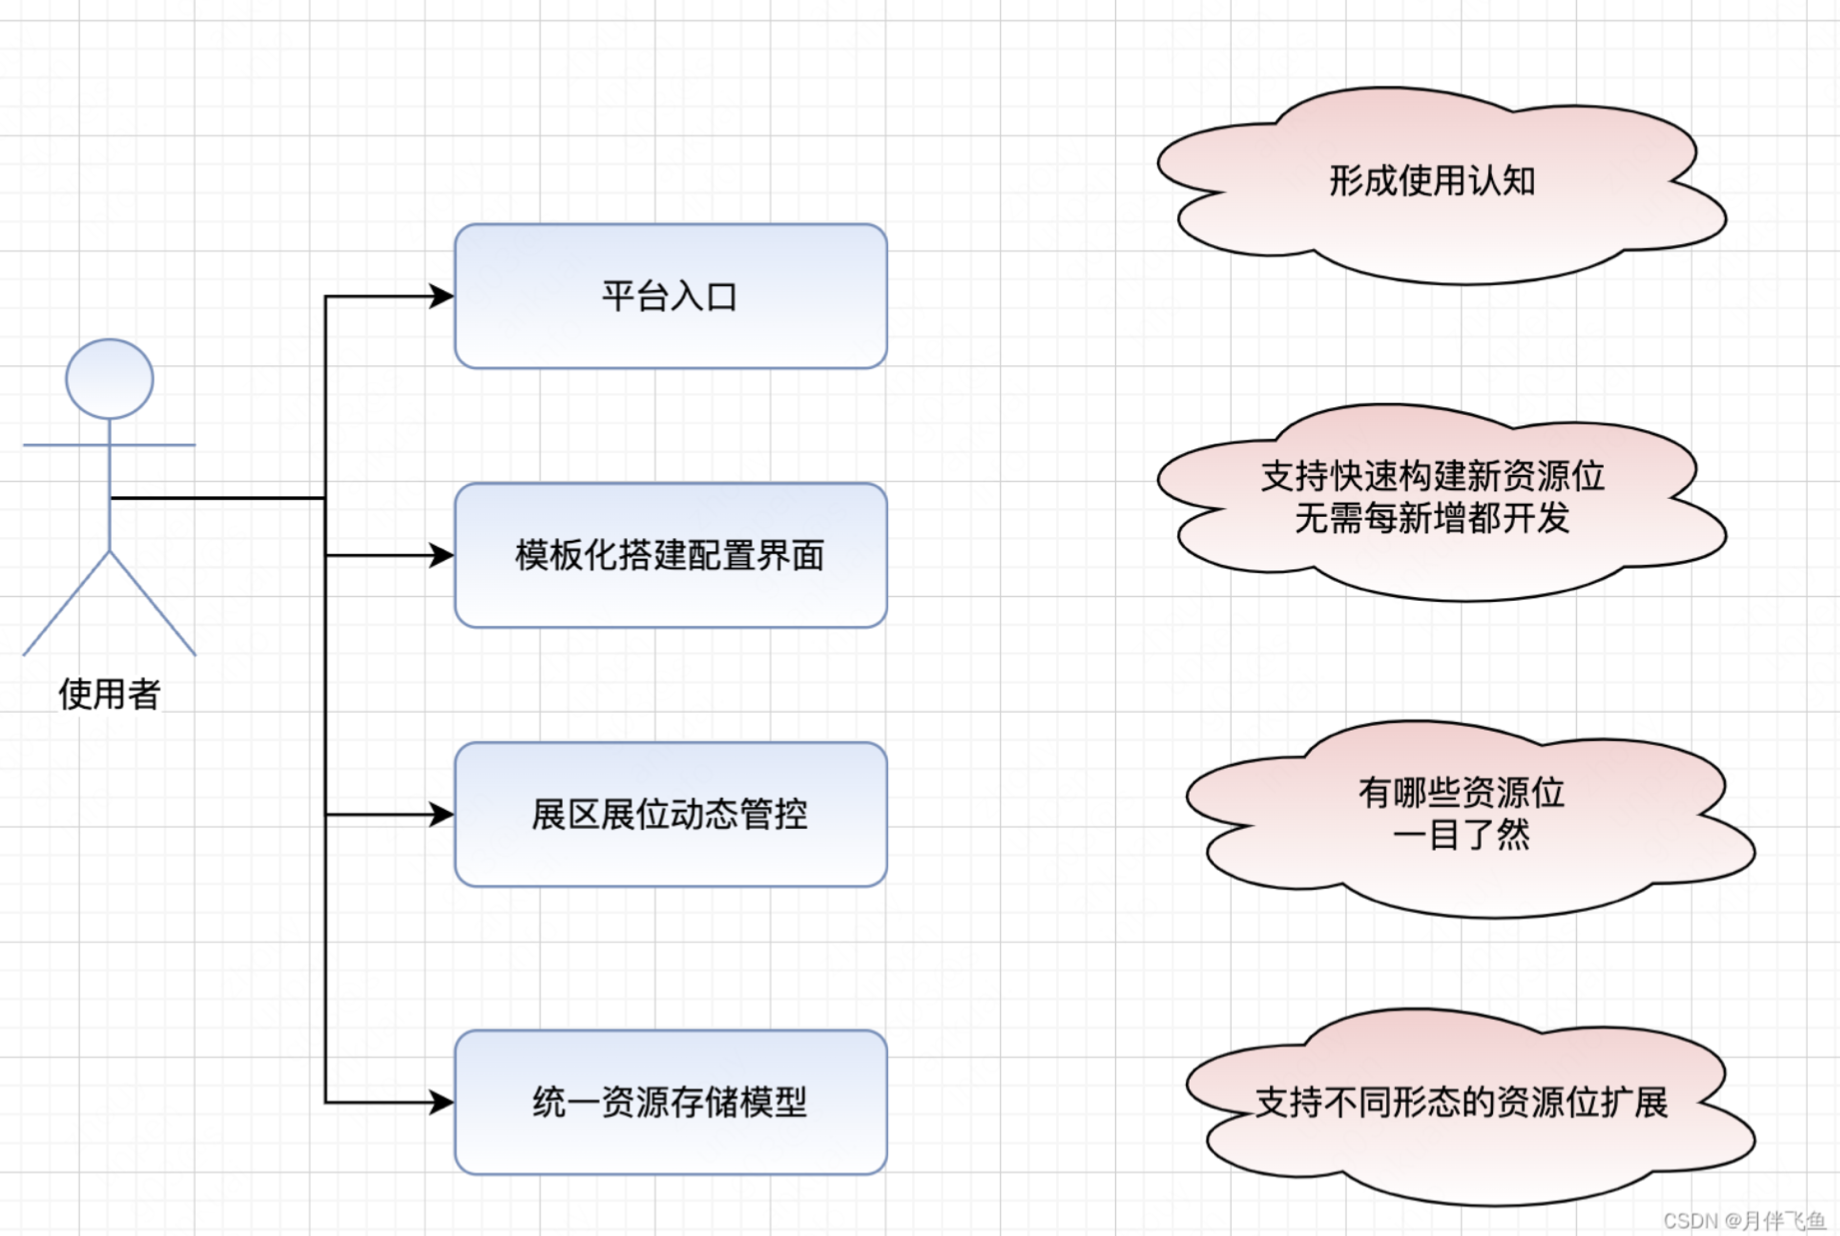 形成使用认知
平台入口
支持快速构建新资源位
无需每新增都开发
模板化搭建配置界面
使用者
有哪些资源位
一目了然
展区展位动态管控
统一资源存储模型
支持不同形态的资源位扩展
CSDN @月伴飞鱼